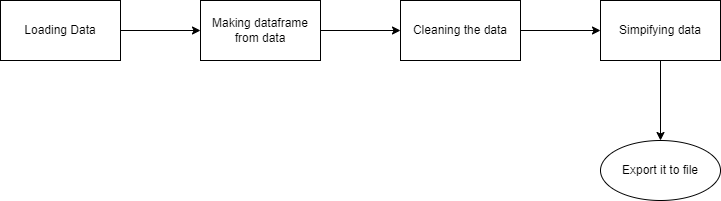 Loading Data
Making dataframe
from data
Cleaning the data
Simpifying data
Export it to file